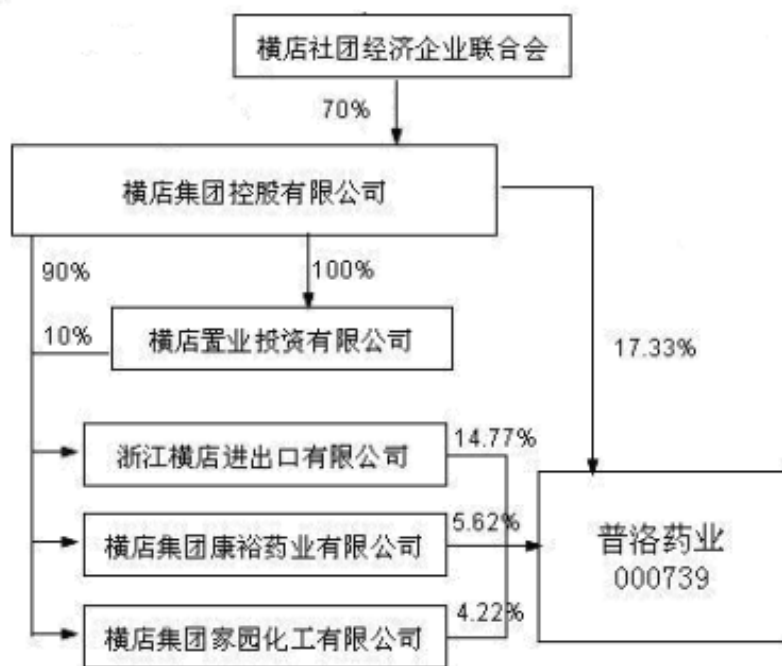 横店社团经济企业联合会
70%
横店集团控股有限公司
90%
100%
10%
横店置业投资有限公司
17.33%
浙江横店进出口有限公司
14.77%
横店集团康裕药业有限公司
5.62%
普洛药业
000739
横店集团家园化工有限公司
4.22%